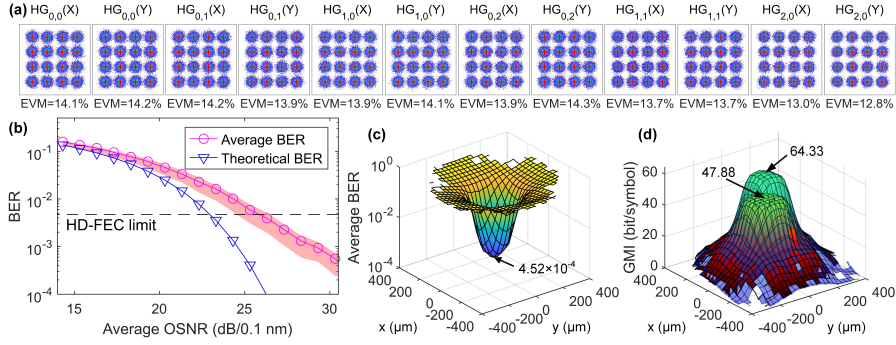 (a) HG0,0(X) HG0,0(Y) HG0,1(X) HG0,1(Y) HG1,0(X) HG1,0(Y) HG0,2(X) HG0,2(Y) HG1,1(X) HG1,1(Y) HG2,0(X) HG2,0(Y)
EVM=14.1% EVM=14.2% EVM=14.2% EVM=13.9% EVM=13.9% EVM=14.1% EVM=13.9% EVM=14.3% EVM=13.7% EVM=13.7% EVM=13.0% EVM=12.8%
(b)
Average BER
Theoretical BER
HD-FEC limit
BER
10^-1
10^-2
10^-3
10^-4
15 20 25 30
Average OSNR (dB/0.1 nm)
(c)
Average BER
10^0
10^-2
10^-4
4.52×10^-4
400
200
0
-200
-400
x (µm)
-400
-200
0
200
400
y (µm)
(d)
64.33
47.88
GMI (bit/symbol)
60
40
20
0
400
200
0
-200
-400
x (µm)
-400
-200
0
200
400
y (µm)